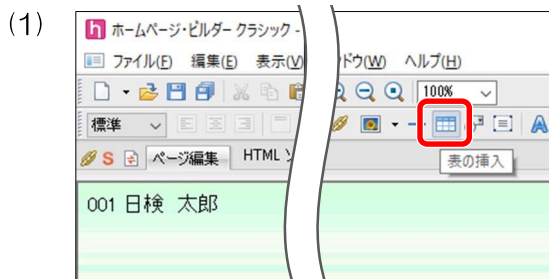 (1)
ホームページ・ビルダー クラシック -
ファイル(F) 編集(E) 表示(V) ドウ(W) ヘルプ(H)
100%
標準
S ページ編集 HTML
表の挿入
001 日検 太郎